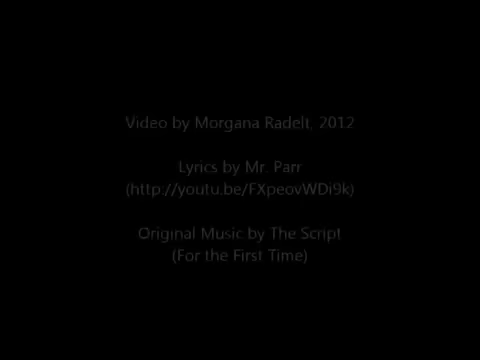 Video by Morgana Radelt, 2012
Lyrics by Mr. Parr
(http://youtu.be/FXpeovWDi9k)
Original Music by The Script
(For the First Time)